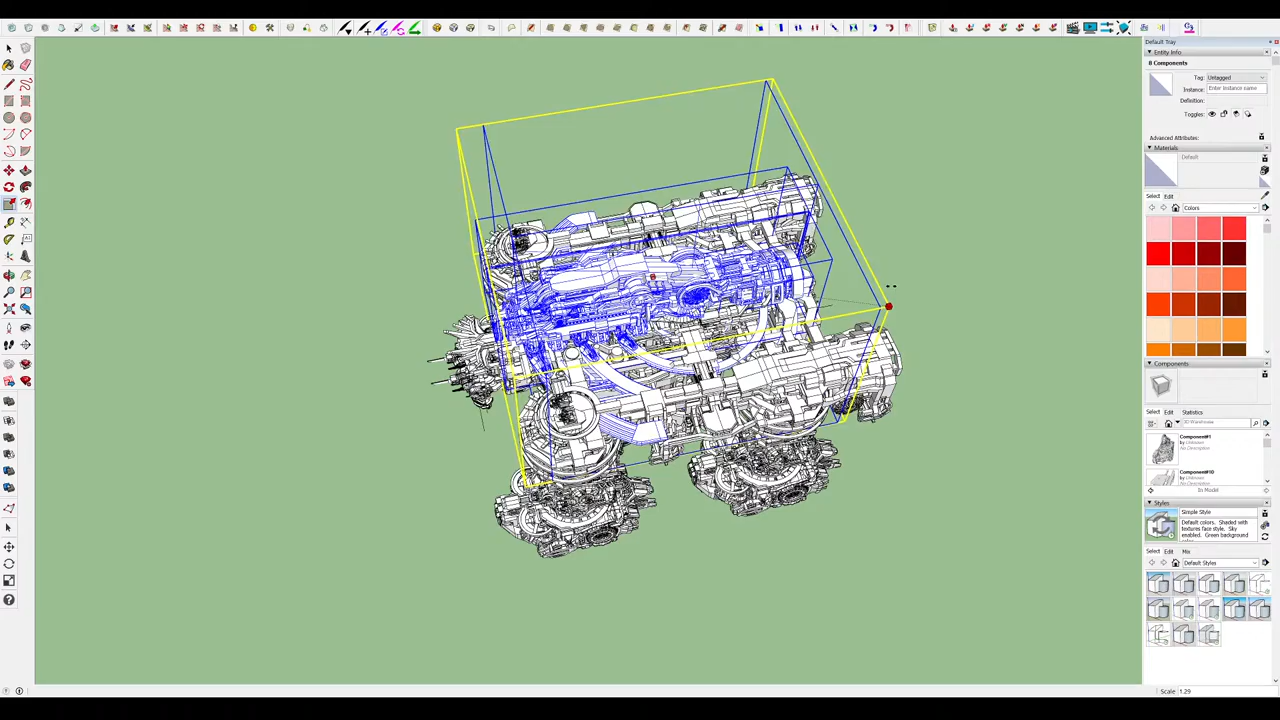 Default Tray
Entity Info
8 Components
Tag: Untagged
Instance: Enter instance name
Definition:
Toggles:
Advanced Attributes:
Materials
Default
Select Edit
Colors
Components
Select Edit Statistics
3D Warehouse
Component#1
by Unknown
No Description
Component#10
by Unknown
No Description
In Model
Styles
Simple Style
Default colors. Shaded with
textures face style. Sky
enabled. Green background
Select Edit Mix
Default Styles
Scale 1.29